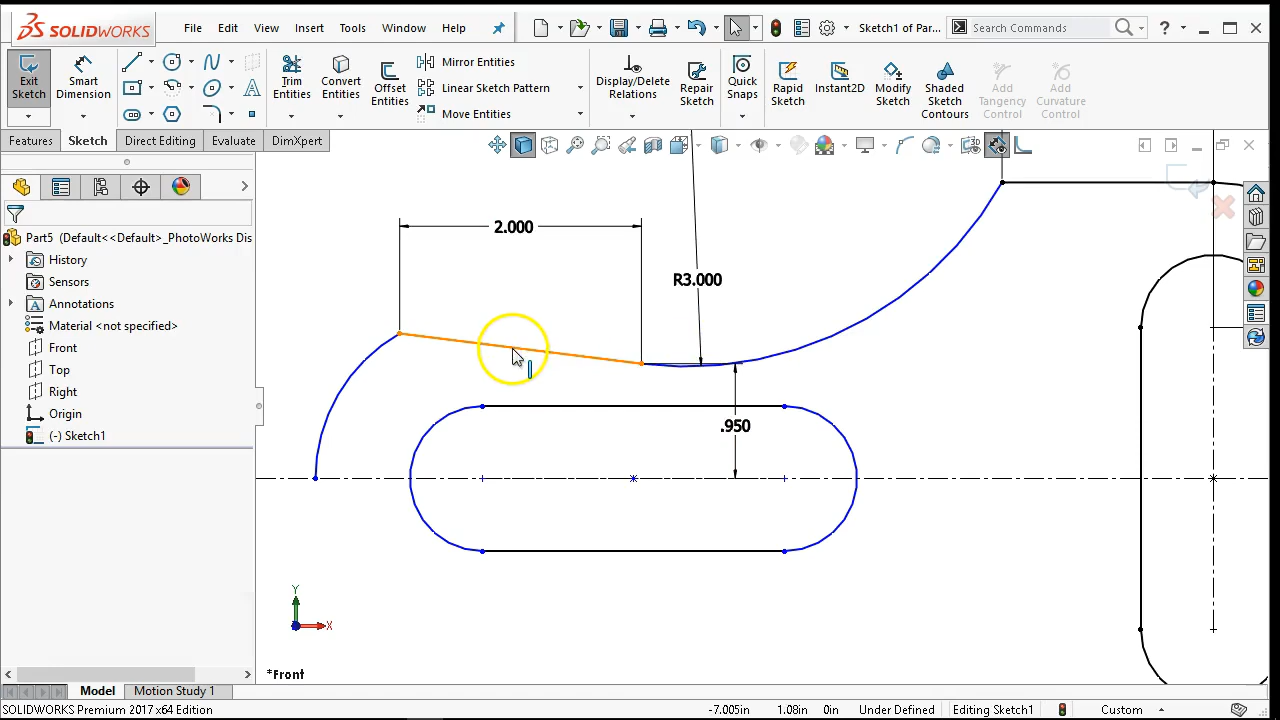 SOLIDWORKS
File Edit View Insert Tools Window Help
Sketch1 of Par...
Search Commands
?
Exit Sketch
Smart Dimension
A
Trim Entities
Convert Entities
Offset Entities
Mirror Entities
Linear Sketch Pattern
Move Entities
Display/Delete Relations
Repair Sketch
Quick Snaps
Rapid Sketch
Instant2D
Modify Sketch
Shaded Sketch Contours
Add Tangency Control
Add Curvature Control
Features
Sketch
Direct Editing
Evaluate
DimXpert
Part5 (Default<<Default>_PhotoWorks Dis
History
Sensors
Annotations
Material <not specified>
Front
Top
Right
Origin
(-) Sketch1
2.000
R3.000
.950
Y
X
*Front
Model
Motion Study 1
SOLIDWORKS Premium 2017 x64 Edition
-7.005in
1.08in
0in
Under Defined
Editing Sketch1
Custom